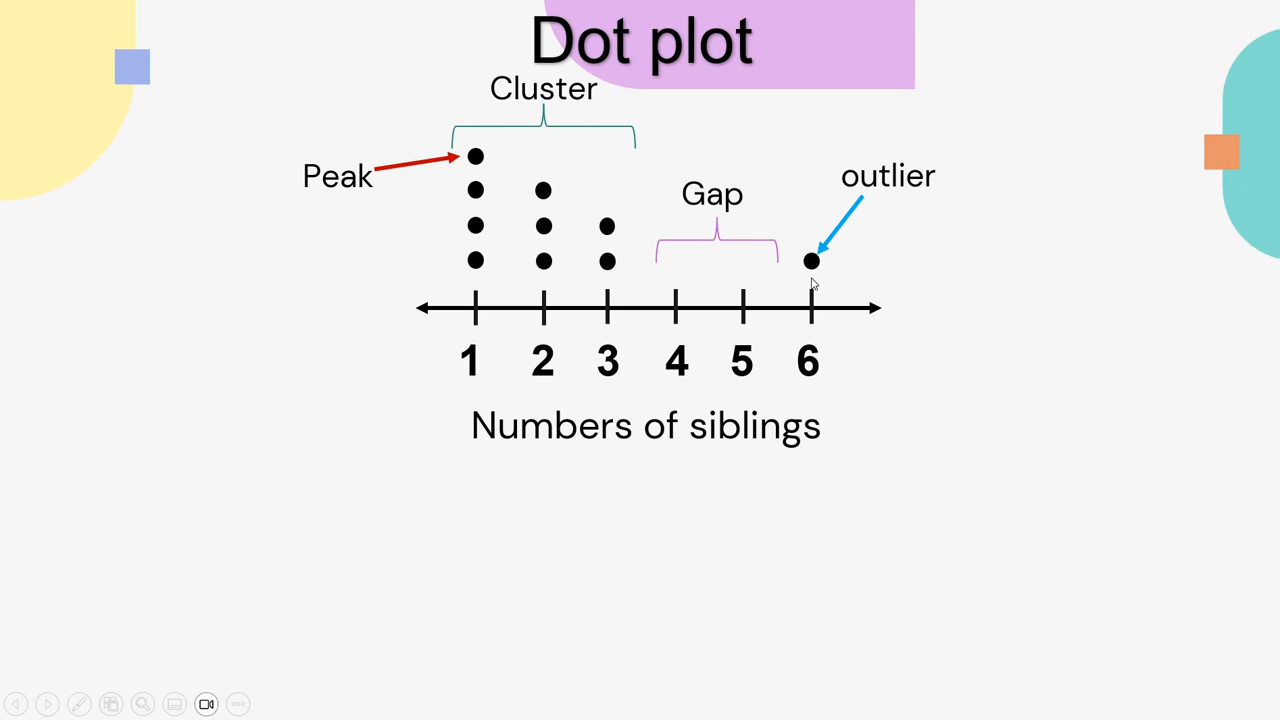 Dot plot
Cluster
Peak
Gap
outlier
1 2 3 4 5 6
Numbers of siblings